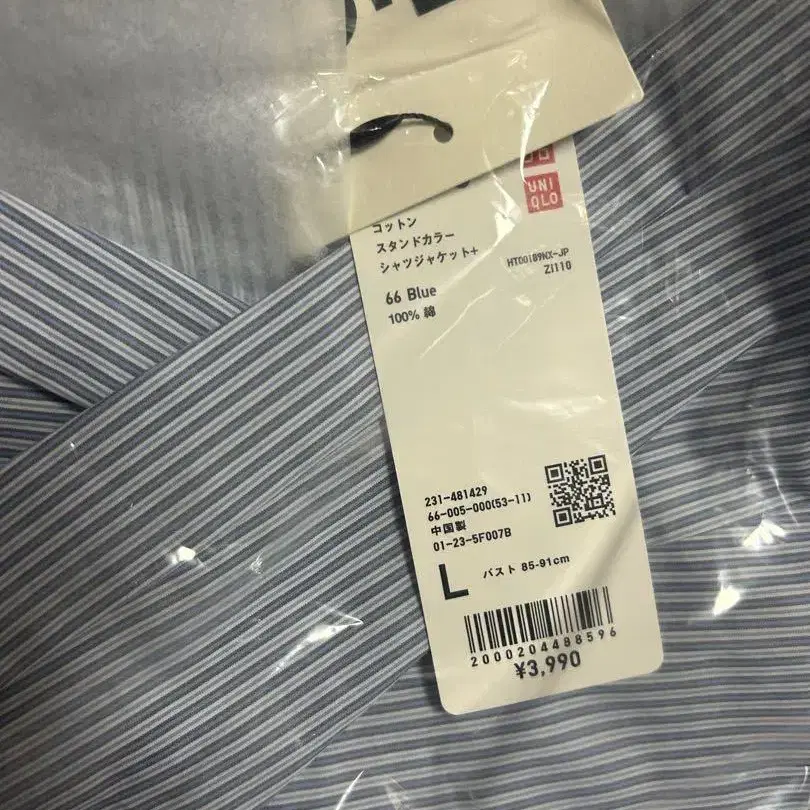 UNI
QLO
コットン
スタンドカラー
シャツジャケット+
HT00189NX-JP
ZI110
66 Blue
100% 綿
231-481429
66-005-000(53-11)
中国製
01-23-5F007B
L バスト 85-91cm
2000204488596
¥3,990